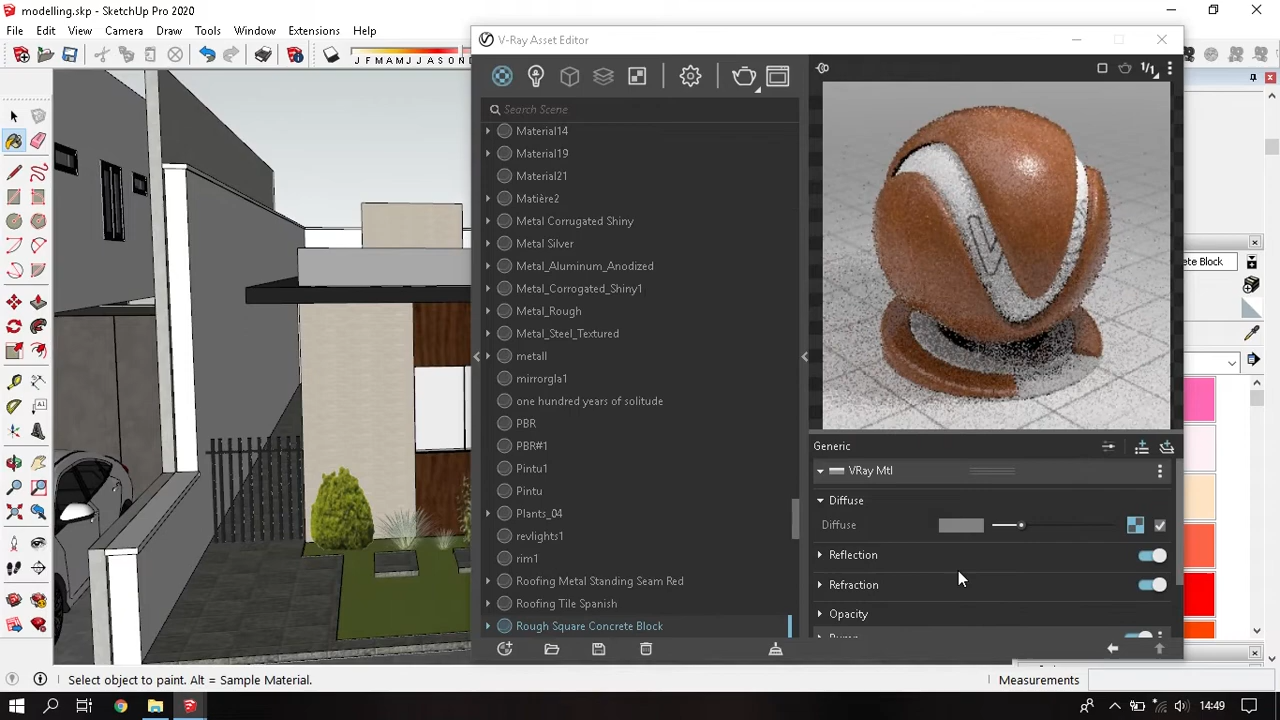 modelling.skp - SketchUp Pro 2020
File Edit View Camera Draw Tools Window Extensions Help
J F M A M J J A S O N
V-Ray Asset Editor
Search Scene
1/1
Material14
Material19
Material21
Matière2
Metal Corrugated Shiny
Metal Silver
Metal_Aluminum_Anodized
Metal_Corrogated_Shiny1
Metal_Rough
Metal_Steel_Textured
metall
mirrorgla1
one hundred years of solitude
PBR
PBR#1
Pintu1
Pintu
Plants_04
revlights1
rim1
Roofing Metal Standing Seam Red
Roofing Tile Spanish
Rough Square Concrete Block
Generic
VRay Mtl
Diffuse
Diffuse
Reflection
Refraction
Opacity
Bump
ete Block
Select object to paint. Alt = Sample Material.
Measurements
14:49